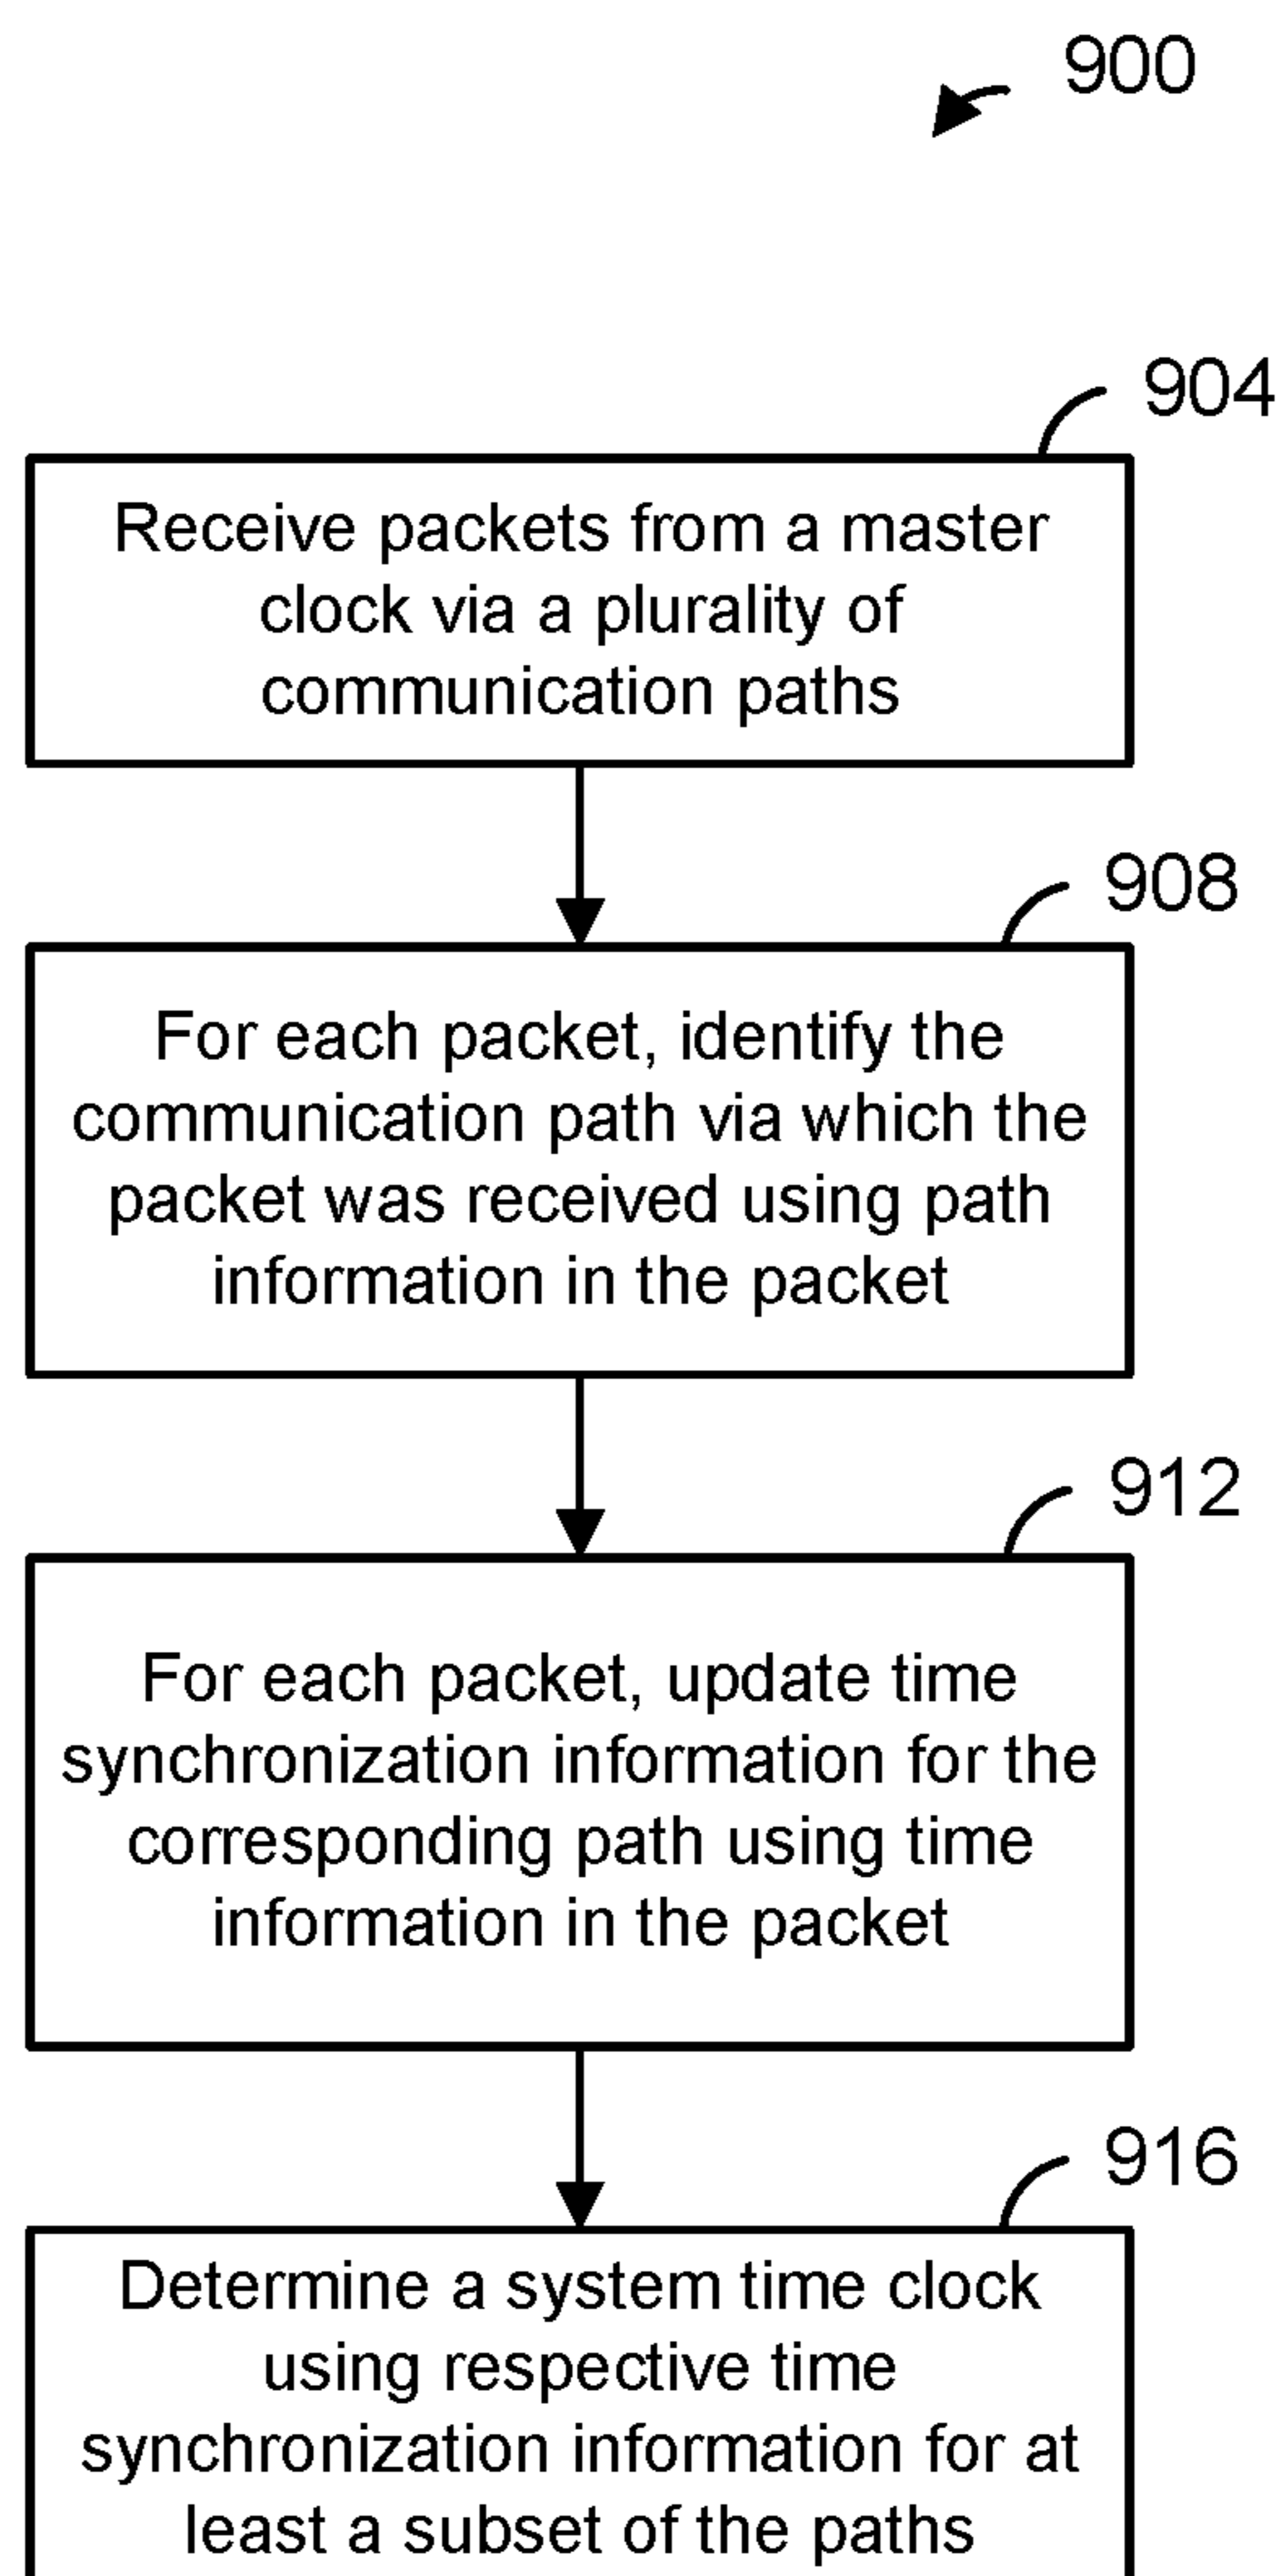 900
904
Receive packets from a master
clock via a plurality of
communication paths
908
For each packet, identify the
communication path via which the
packet was received using path
information in the packet
912
For each packet, update time
synchronization information for the
corresponding path using time
information in the packet
916
Determine a system time clock
using respective time
synchronization information for at
least a subset of the paths